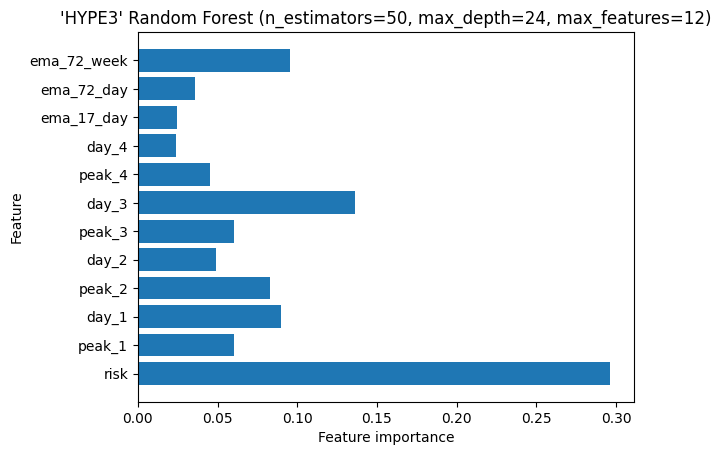 'HYPE3' Random Forest (n_estimators=50, max_depth=24, max_features=12)
ema_72_week
ema_72_day
ema_17_day
day_4
peak_4
day_3
peak_3
day_2
peak_2
day_1
peak_1
risk
Feature
0.00 0.05 0.10 0.15 0.20 0.25 0.30
Feature importance